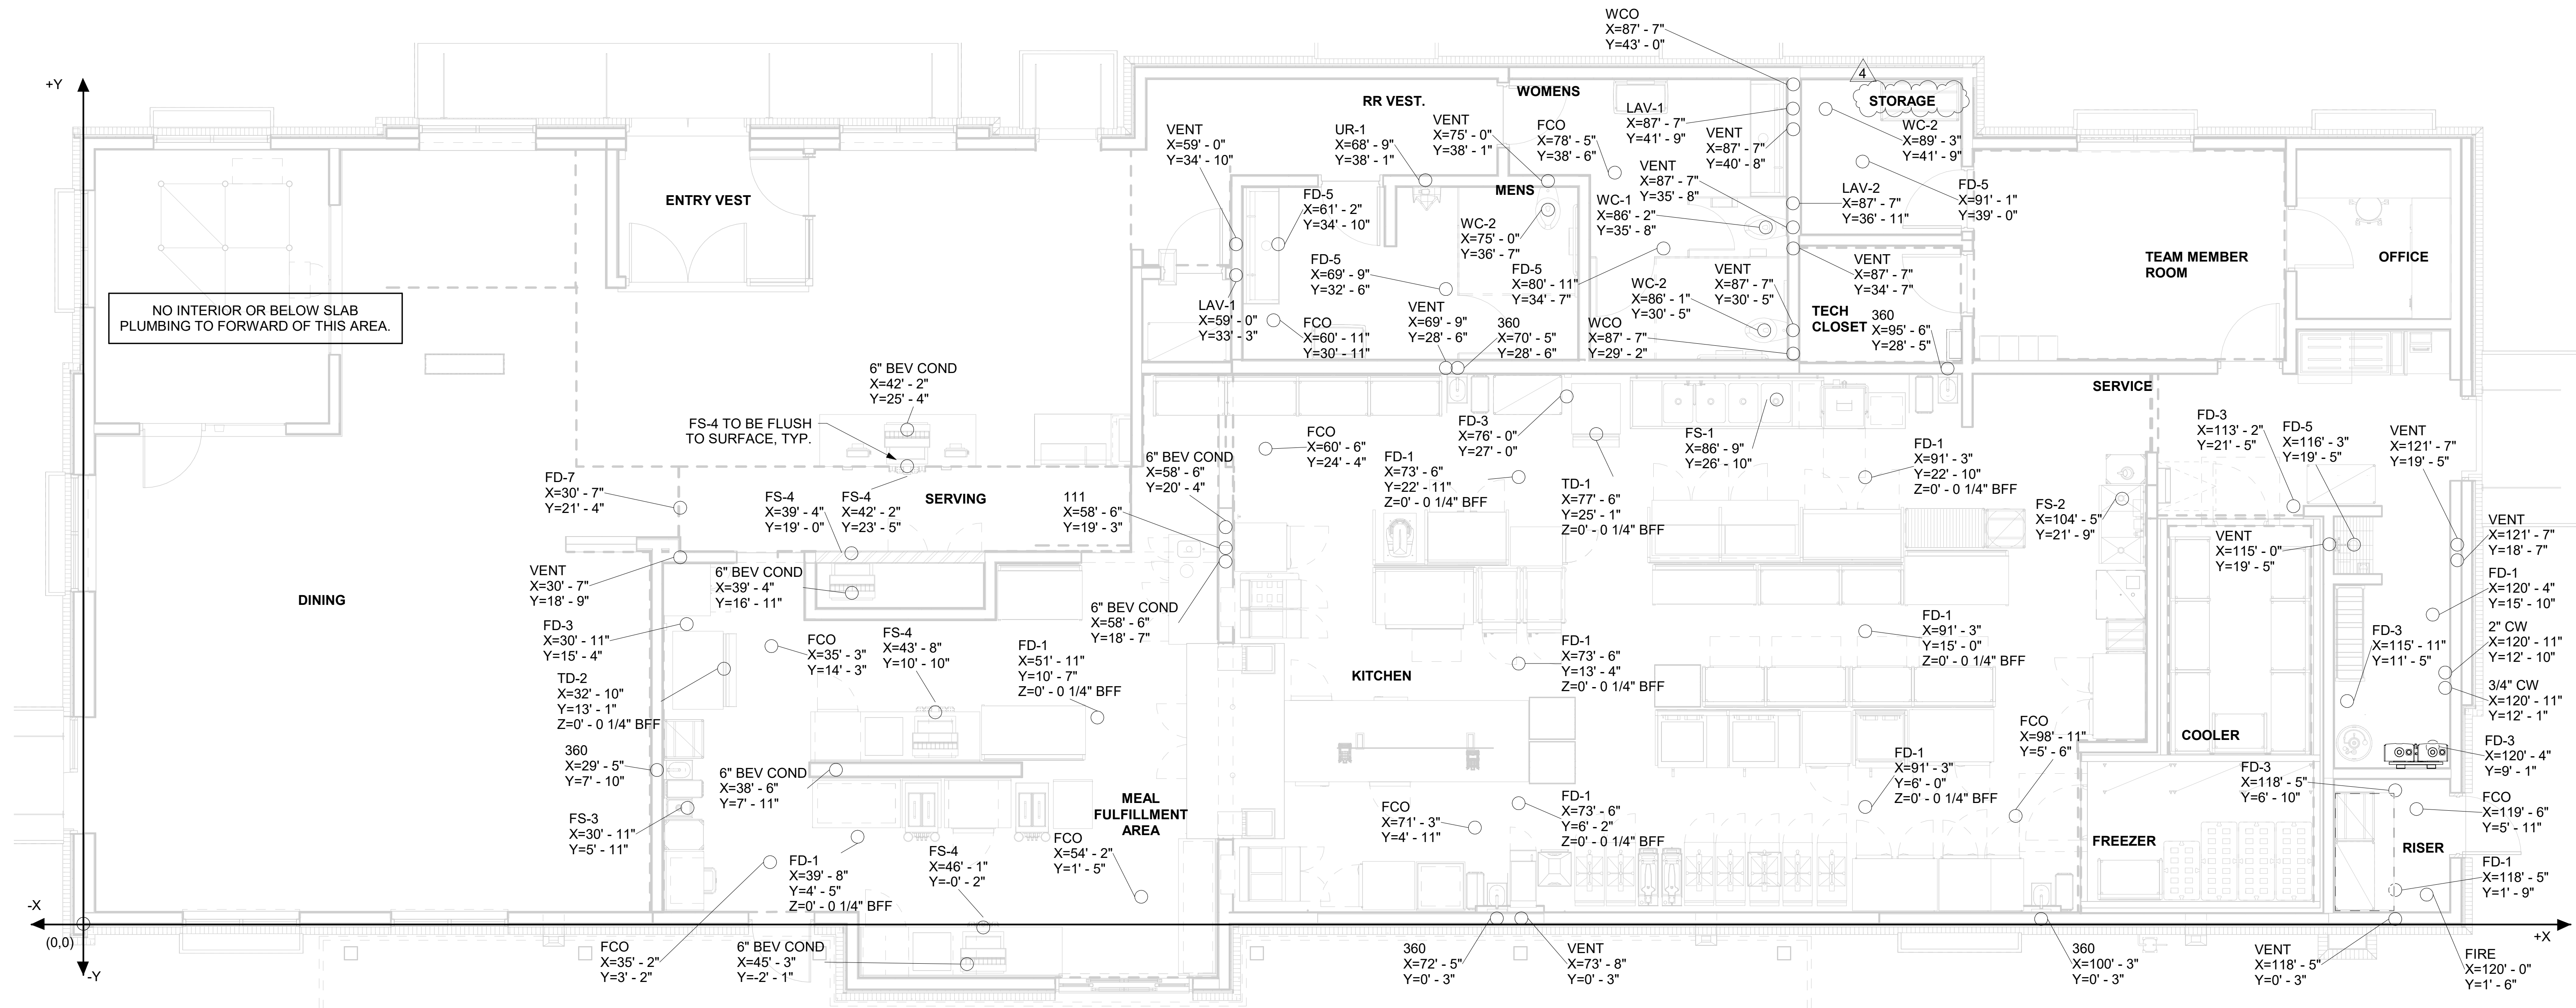 +Y
WCO
X=87' - 7"
Y=43' - 0"
4
RR VEST.
WOMENS
STORAGE
VENT
X=59' - 0"
Y=34' - 10"
UR-1
X=68' - 9"
Y=38' - 1"
VENT
X=75' - 0"
Y=38' - 1"
FCO
X=78' - 5"
Y=38' - 6"
LAV-1
X=87' - 7"
Y=41' - 9"
VENT
X=87' - 7"
Y=40' - 8"
WC-2
X=89' - 3"
Y=41' - 9"
ENTRY VEST
FD-5
X=61' - 2"
Y=34' - 10"
MENS
VENT
X=87' - 7"
Y=35' - 8"
WC-1
X=86' - 2"
Y=35' - 8"
LAV-2
X=87' - 7"
Y=36' - 11"
FD-5
X=91' - 1"
Y=39' - 0"
WC-2
X=75' - 0"
Y=36' - 7"
FD-5
X=69' - 9"
Y=32' - 6"
FD-5
X=80' - 11"
Y=34' - 7"
WC-2
X=86' - 1"
Y=30' - 5"
VENT
X=87' - 7"
Y=30' - 5"
VENT
X=87' - 7"
Y=34' - 7"
TEAM MEMBER
ROOM
OFFICE
NO INTERIOR OR BELOW SLAB
PLUMBING TO FORWARD OF THIS AREA.
LAV-1
X=59' - 0"
Y=33' - 3"
FCO
X=60' - 11"
Y=30' - 11"
VENT
X=69' - 9"
Y=28' - 6"
360
X=70' - 5"
Y=28' - 6"
WCO
X=87' - 7"
Y=29' - 2"
TECH
CLOSET
360
X=95' - 6"
Y=28' - 5"
6" BEV COND
X=42' - 2"
Y=25' - 4"
SERVICE
FS-4 TO BE FLUSH
TO SURFACE, TYP.
FCO
X=60' - 6"
Y=24' - 4"
FD-3
X=76' - 0"
Y=27' - 0"
FS-1
X=86' - 9"
Y=26' - 10"
FD-3
X=113' - 2"
Y=21' - 5"
FD-5
X=116' - 3"
Y=19' - 5"
VENT
X=121' - 7"
Y=19' - 5"
6" BEV COND
X=58' - 6"
Y=20' - 4"
FD-1
X=73' - 6"
Y=22' - 11"
Z=0' - 0 1/4" BFF
FD-1
X=91' - 3"
Y=22' - 10"
Z=0' - 0 1/4" BFF
FD-7
X=30' - 7"
Y=21' - 4"
FS-4
X=39' - 4"
Y=19' - 0"
FS-4
X=42' - 2"
Y=23' - 5"
SERVING
111
X=58' - 6"
Y=19' - 3"
TD-1
X=77' - 6"
Y=25' - 1"
Z=0' - 0 1/4" BFF
FS-2
X=104' - 5"
Y=21' - 9"
VENT
X=115' - 0"
Y=19' - 5"
VENT
X=121' - 7"
Y=18' - 7"
VENT
X=30' - 7"
Y=18' - 9"
6" BEV COND
X=39' - 4"
Y=16' - 11"
DINING
6" BEV COND
X=58' - 6"
Y=18' - 7"
FD-1
X=120' - 4"
Y=15' - 10"
FD-3
X=30' - 11"
Y=15' - 4"
FCO
X=35' - 3"
Y=14' - 3"
FS-4
X=43' - 8"
Y=10' - 10"
FD-1
X=51' - 11"
Y=10' - 7"
Z=0' - 0 1/4" BFF
KITCHEN
FD-1
X=73' - 6"
Y=13' - 4"
Z=0' - 0 1/4" BFF
FD-1
X=91' - 3"
Y=15' - 0"
Z=0' - 0 1/4" BFF
FD-3
X=115' - 11"
Y=11' - 5"
2" CW
X=120' - 11"
Y=12' - 10"
TD-2
X=32' - 10"
Y=13' - 1"
Z=0' - 0 1/4" BFF
3/4" CW
X=120' - 11"
Y=12' - 1"
360
X=29' - 5"
Y=7' - 10"
6" BEV COND
X=38' - 6"
Y=7' - 11"
FCO
X=98' - 11"
Y=5' - 6"
COOLER
FD-3
X=120' - 4"
Y=9' - 1"
FD-1
X=91' - 3"
Y=6' - 0"
Z=0' - 0 1/4" BFF
FD-3
X=118' - 5"
Y=6' - 10"
MEAL
FULFILLMENT
AREA
FCO
X=71' - 3"
Y=4' - 11"
FD-1
X=73' - 6"
Y=6' - 2"
Z=0' - 0 1/4" BFF
FCO
X=119' - 6"
Y=5' - 11"
FS-3
X=30' - 11"
Y=5' - 11"
FD-1
X=39' - 8"
Y=4' - 5"
Z=0' - 0 1/4" BFF
FS-4
X=46' - 1"
Y=-0' - 2"
FCO
X=54' - 2"
Y=1' - 5"
FREEZER
RISER
FD-1
X=118' - 5"
Y=1' - 9"
-X
(0,0)
-Y
+X
FCO
X=35' - 2"
Y=3' - 2"
6" BEV COND
X=45' - 3"
Y=-2' - 1"
360
X=72' - 5"
Y=0' - 3"
VENT
X=73' - 8"
Y=0' - 3"
360
X=100' - 3"
Y=0' - 3"
VENT
X=118' - 5"
Y=0' - 3"
FIRE
X=120' - 0"
Y=1' - 6"